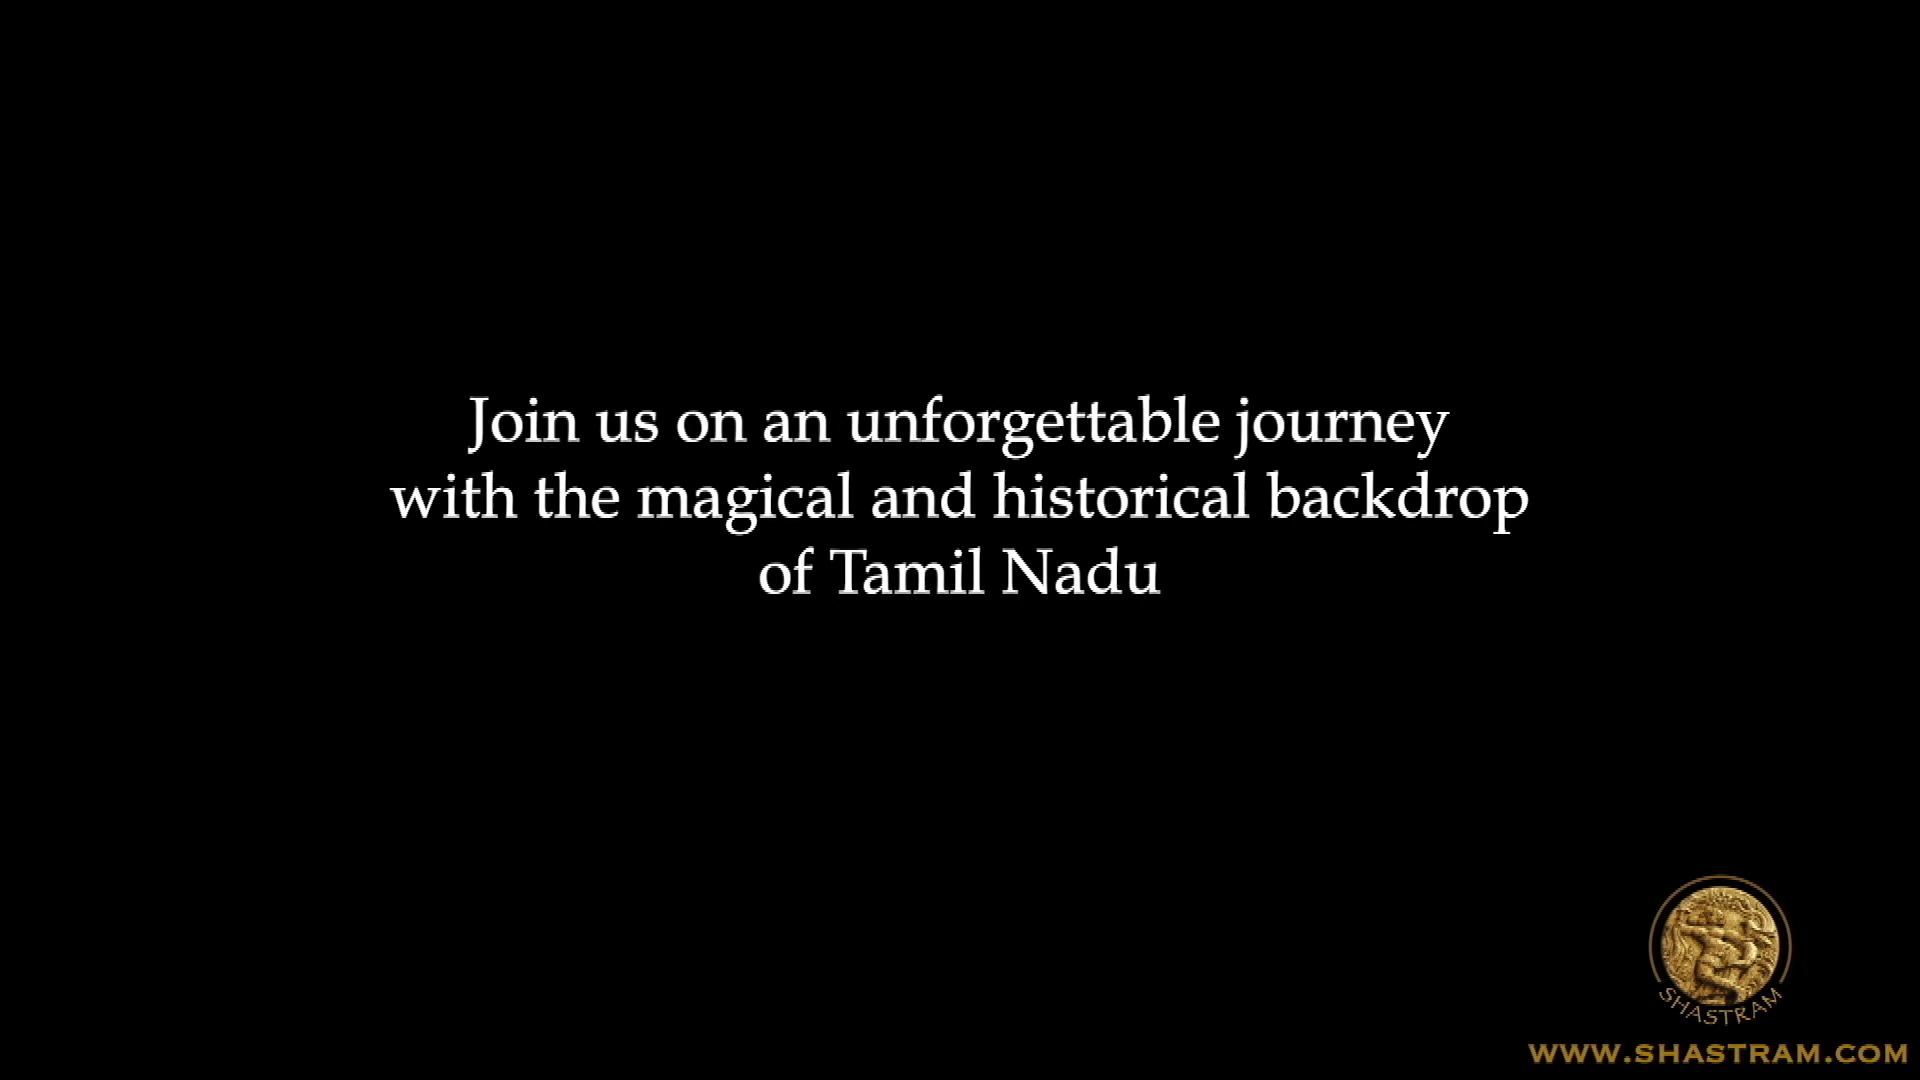 Join us on an unforgettable journey
with the magical and historical backdrop
of Tamil Nadu
SHASTRAM
WWW.SHASTRAM.COM